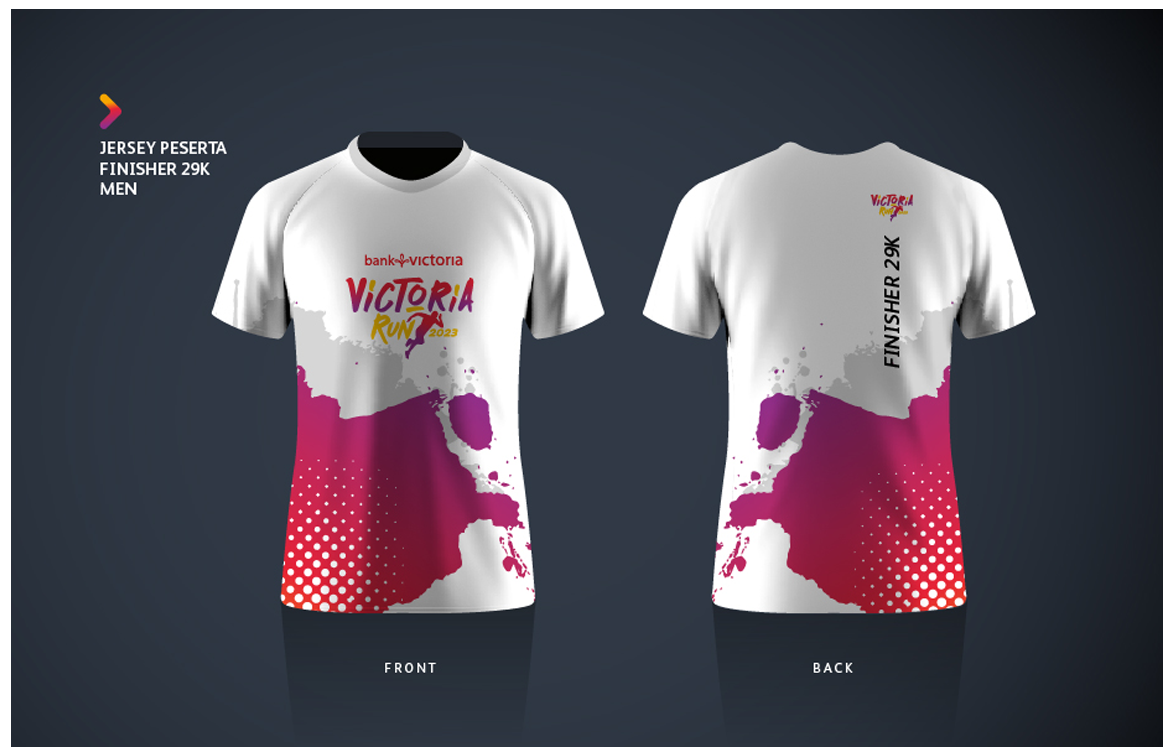 JERSEY PESERTA
FINISHER 29K
MEN
bank victoria
VICTORIA
RUN
2023
VICTORIA
RUN
FINISHER 29K
FRONT
BACK